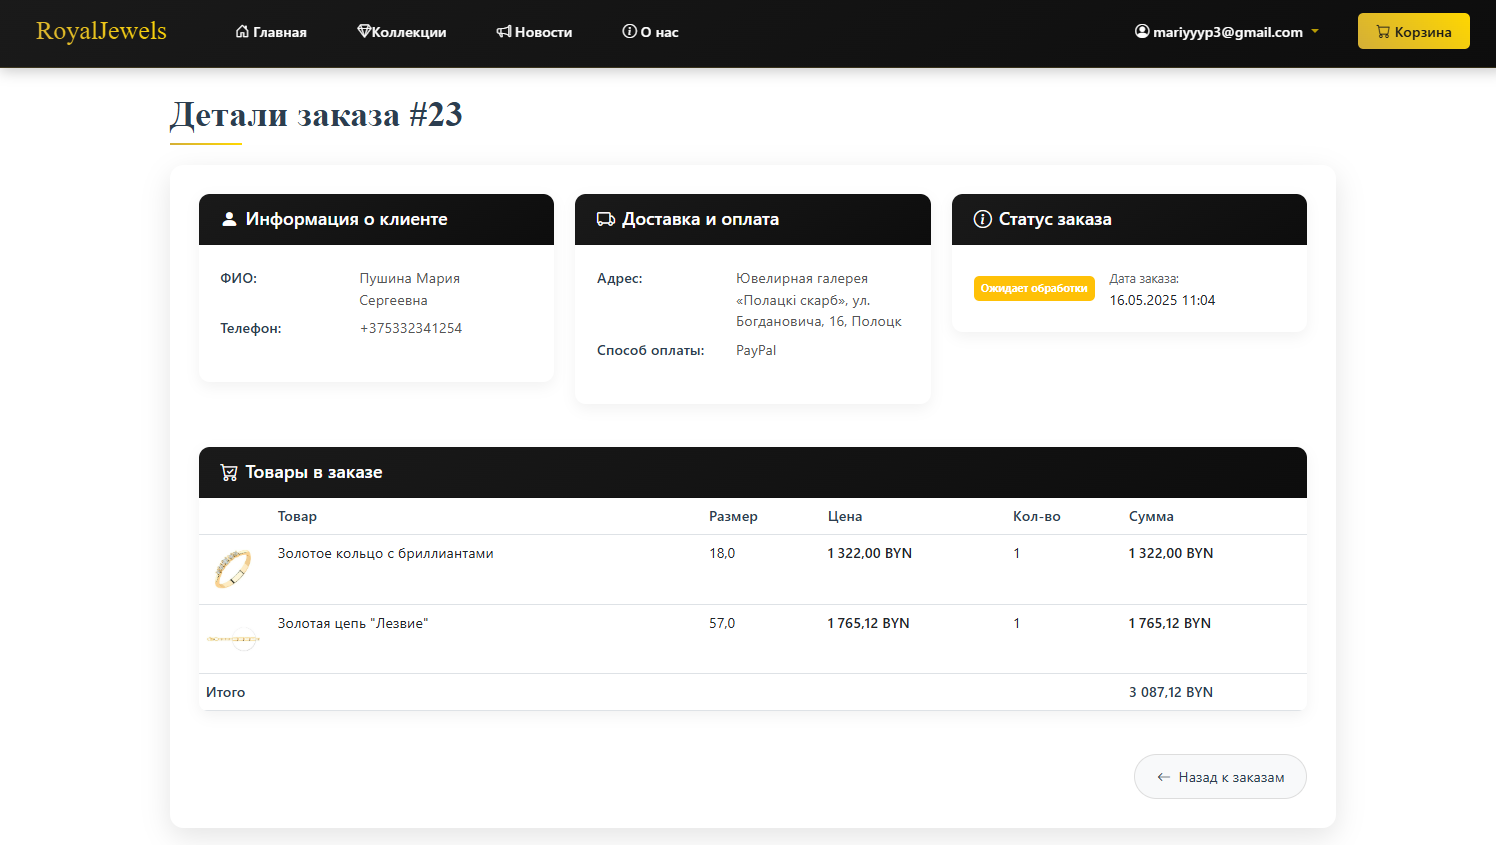 RoyalJewels
Главная
Коллекции
Новости
О нас
mariyyyp3@gmail.com
Корзина
Детали заказа #23
Информация о клиенте
ФИО:
Пушина Мария
Сергеевна
Телефон:
+375332341254
Доставка и оплата
Адрес:
Ювелирная галерея
«Полацкі скарб», ул.
Богдановича, 16, Полоцк
Способ оплаты:
PayPal
Статус заказа
Ожидает обработки
Дата заказа:
16.05.2025 11:04
Товары в заказе
Товар Размер Цена Кол-во Сумма
Золотое кольцо с бриллиантами 18,0 1 322,00 BYN 1 1 322,00 BYN
Золотая цепь "Лезвие" 57,0 1 765,12 BYN 1 1 765,12 BYN
Итого 3 087,12 BYN
Назад к заказам